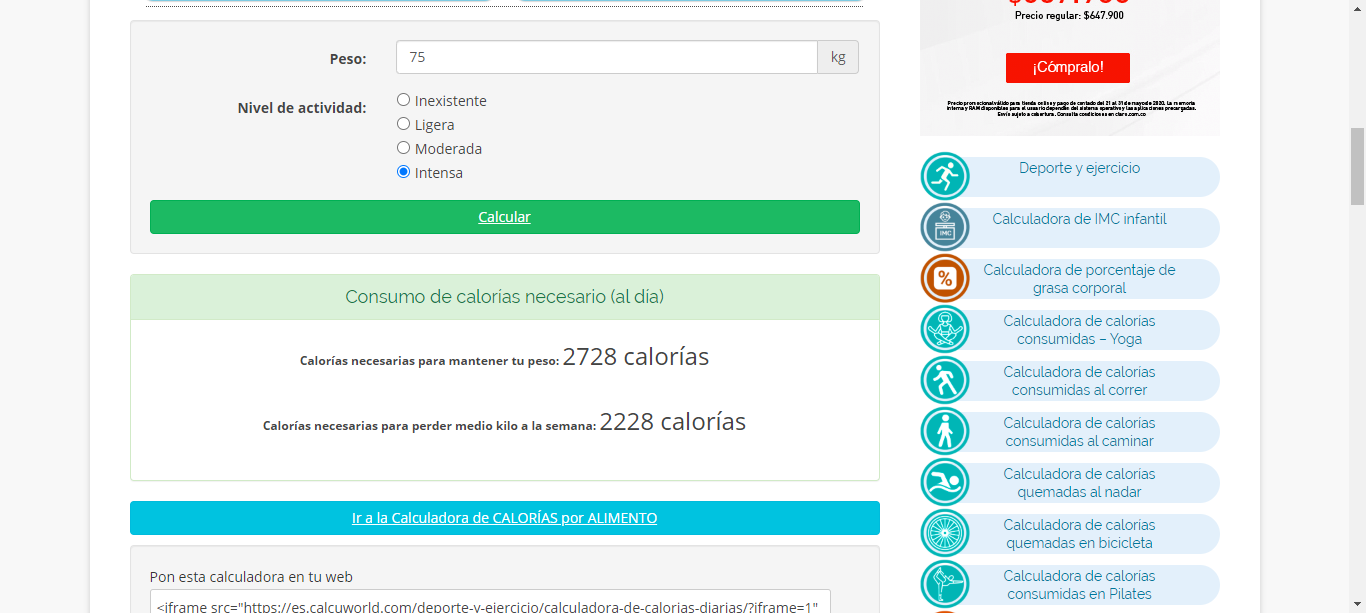 Peso:
75
kg
Nivel de actividad:
Inexistente
Ligera
Moderada
Intensa
Calcular
Consumo de calorías necesario (al día)
Calorías necesarias para mantener tu peso: 2728 calorías
Calorías necesarias para perder medio kilo a la semana: 2228 calorías
Ir a la Calculadora de CALORÍAS por ALIMENTO
Pon esta calculadora en tu web
<iframe src="https://es.calcuworld.com/deporte-y-ejercicio/calculadora-de-calorias-diarias/?iframe=1"
Precio regular: $647.900
¡Cómpralo!
Precio promocional válido para tienda online y pago de contado del 21 al 31 de mayo de 2020. La memoria
interna y RAM disponibles para el usuario dependen del sistema operativo y las aplicaciones precargadas.
Envío sujeto a cobertura. Consulta condiciones en claro.com.co
Deporte y ejercicio
IMC
Calculadora de IMC infantil
%
Calculadora de porcentaje de
grasa corporal
Calculadora de calorías
consumidas – Yoga
Calculadora de calorías
consumidas al correr
Calculadora de calorías
consumidas al caminar
Calculadora de calorías
quemadas al nadar
Calculadora de calorías
quemadas en bicicleta
Calculadora de calorías
consumidas en Pilates